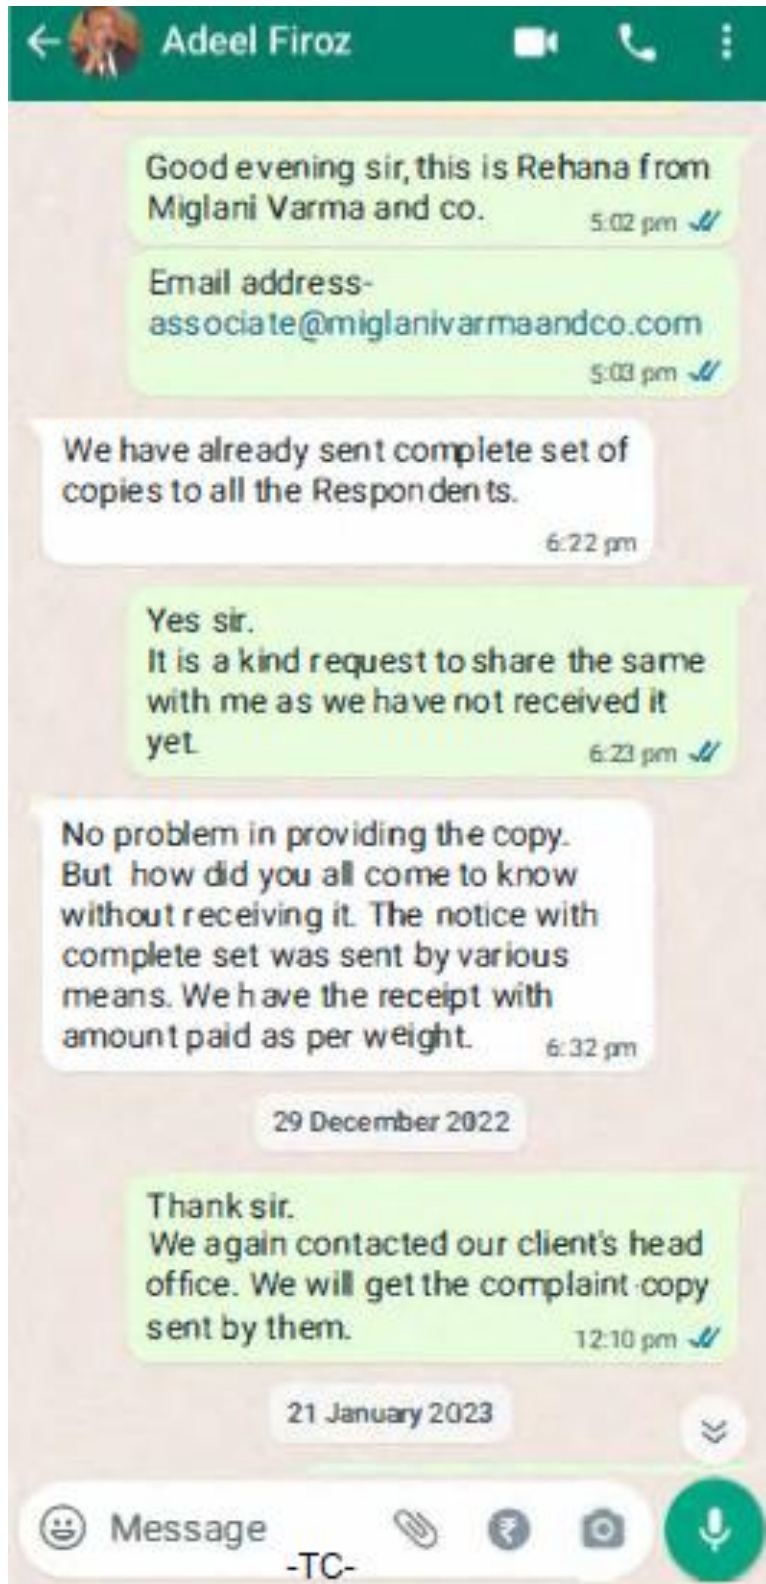 Adeel Firoz
Good evening sir, this is Rehana from
Miglani Varma and co.
5:02 pm
Email address-
associate@miglanivarmaandco.com
5:03 pm
We have already sent complete set of
copies to all the Respondents.
6:22 pm
Yes sir.
It is a kind request to share the same
with me as we have not received it
yet.
6:23 pm
No problem in providing the copy.
But how did you all come to know
without receiving it. The notice with
complete set was sent by various
means. We have the receipt with
amount paid as per weight.
6:32 pm
29 December 2022
Thank sir.
We again contacted our client's head
office. We will get the complaint copy
sent by them.
12:10 pm
21 January 2023
Message
-TC-